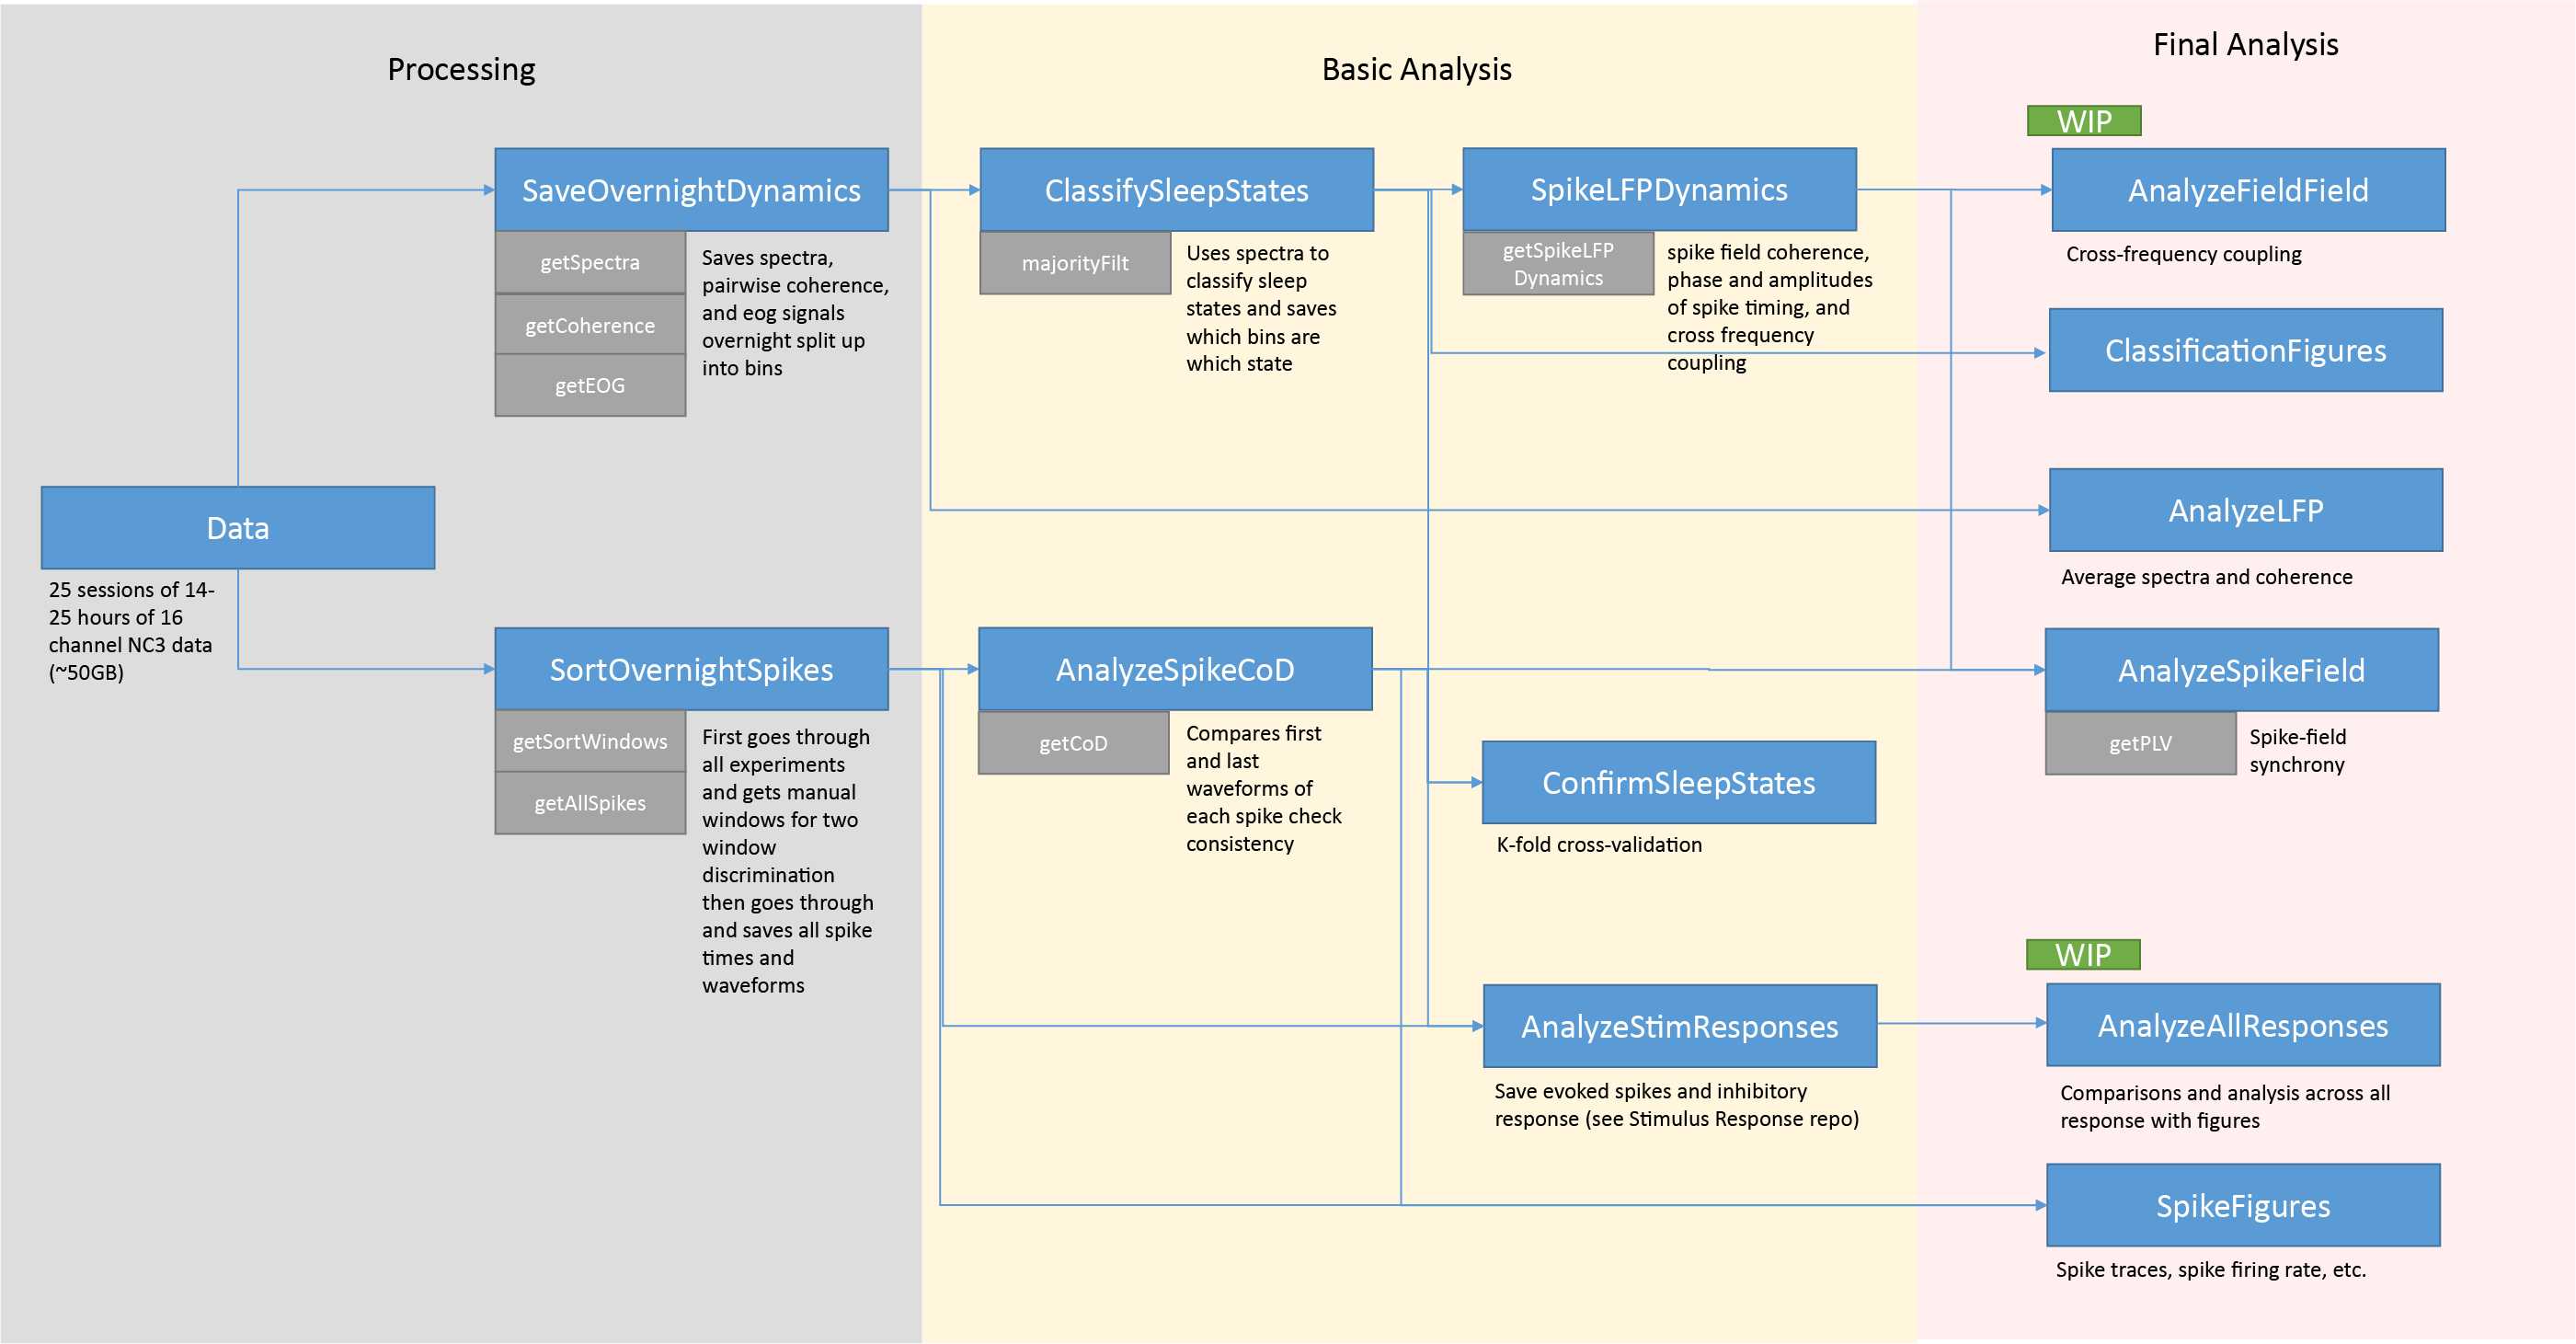 Processing
Basic Analysis
Final Analysis
WIP
SaveOvernightDynamics
getSpectra
getCoherence
getEOG
Saves spectra,
pairwise coherence,
and eog signals
overnight split up
into bins
ClassifySleepStates
majorityFilt
Uses spectra to
classify sleep
states and saves
which bins are
which state
SpikeLFPDynamics
getSpikeLFP
Dynamics
spike field coherence,
phase and amplitudes
of spike timing, and
cross frequency
coupling
AnalyzeFieldField
Cross-frequency coupling
ClassificationFigures
Data
25 sessions of 14-
25 hours of 16
channel NC3 data
(~50GB)
AnalyzeLFP
Average spectra and coherence
SortOvernightSpikes
getSortWindows
getAllSpikes
First goes through
all experiments
and gets manual
windows for two
window
discrimination
then goes through
and saves all spike
times and
waveforms
AnalyzeSpikeCoD
getCoD
Compares first
and last
waveforms of
each spike check
consistency
AnalyzeSpikeField
getPLV
Spike-field
synchrony
ConfirmSleepStates
K-fold cross-validation
WIP
AnalyzeStimResponses
Save evoked spikes and inhibitory
response (see Stimulus Response repo)
AnalyzeAllResponses
Comparisons and analysis across all
response with figures
SpikeFigures
Spike traces, spike firing rate, etc.